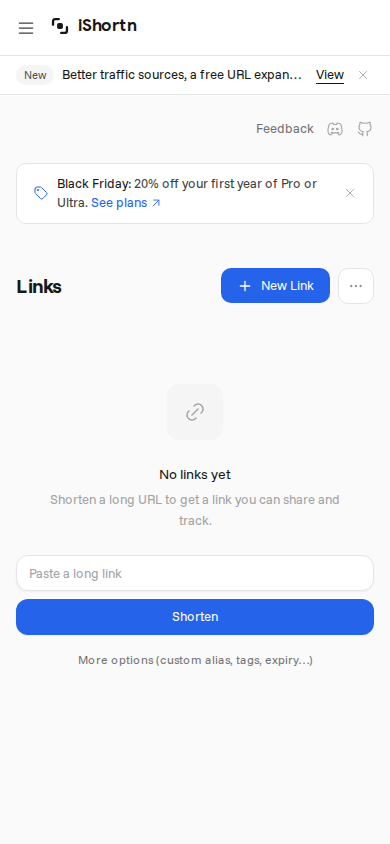 iShortn
New Better traffic sources, a free URL expan... View
Feedback
Black Friday: 20% off your first year of Pro or
Ultra. See plans
Links
New Link
No links yet
Shorten a long URL to get a link you can share and
track.
Paste a long link
Shorten
More options (custom alias, tags, expiry...)